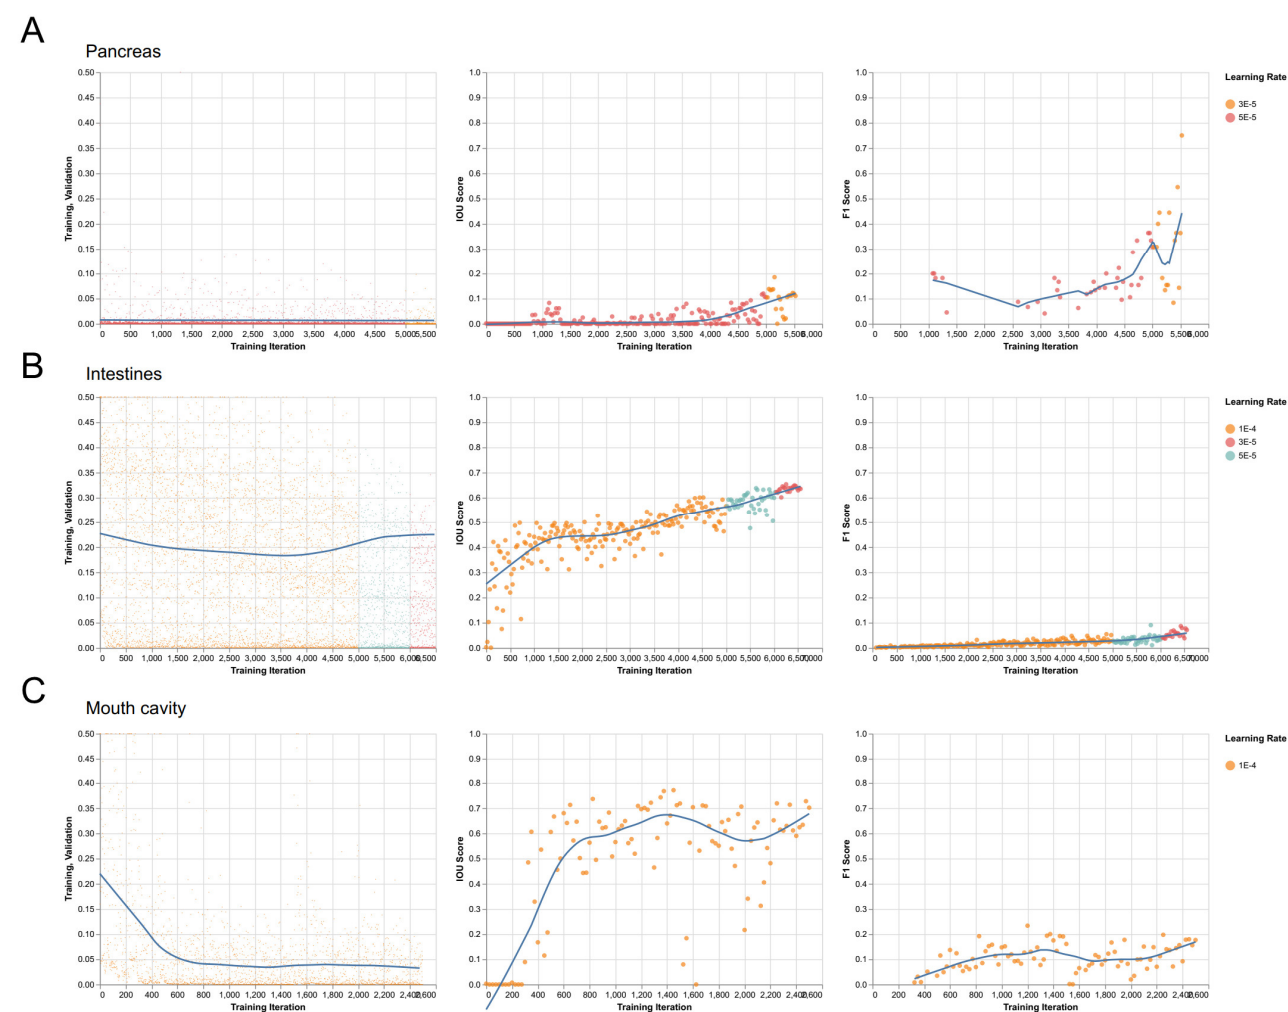 A
Pancreas
0.50 0.45 0.40 0.35 0.30 0.25 0.20 0.15 0.10 0.05 0.00
Training, Validation
0 500 1,000 1,500 2,000 2,500 3,000 3,500 4,000 4,500 5,000 5,500
Training Iteration
1.0 0.9 0.8 0.7 0.6 0.5 0.4 0.3 0.2 0.1 0.0
IOU Score
0 500 1,000 1,500 2,000 2,500 3,000 3,500 4,000 4,500 5,000 5,500 6,000
Training Iteration
1.0 0.9 0.8 0.7 0.6 0.5 0.4 0.3 0.2 0.1 0.0
F1 Score
0 500 1,000 1,500 2,000 2,500 3,000 3,500 4,000 4,500 5,000 5,500 6,000
Training Iteration
Learning Rate
3E-5
5E-5
B
Intestines
0.50 0.45 0.40 0.35 0.30 0.25 0.20 0.15 0.10 0.05 0.00
Training, Validation
0 500 1,000 1,500 2,000 2,500 3,000 3,500 4,000 4,500 5,000 5,500 6,000 6,500
Training Iteration
1.0 0.9 0.8 0.7 0.6 0.5 0.4 0.3 0.2 0.1 0.0
IOU Score
0 500 1,000 1,500 2,000 2,500 3,000 3,500 4,000 4,500 5,000 5,500 6,000 6,500 7,000
Training Iteration
1.0 0.9 0.8 0.7 0.6 0.5 0.4 0.3 0.2 0.1 0.0
F1 Score
0 500 1,000 1,500 2,000 2,500 3,000 3,500 4,000 4,500 5,000 5,500 6,000 6,500 7,000
Training Iteration
Learning Rate
1E-4
3E-5
5E-5
C
Mouth cavity
0.50 0.45 0.40 0.35 0.30 0.25 0.20 0.15 0.10 0.05 0.00
Training, Validation
0 200 400 600 800 1,000 1,200 1,400 1,600 1,800 2,000 2,200 2,400 2,600
Training Iteration
1.0 0.9 0.8 0.7 0.6 0.5 0.4 0.3 0.2 0.1 0.0
IOU Score
0 200 400 600 800 1,000 1,200 1,400 1,600 1,800 2,000 2,200 2,400 2,600
Training Iteration
1.0 0.9 0.8 0.7 0.6 0.5 0.4 0.3 0.2 0.1 0.0
F1 Score
0 200 400 600 800 1,000 1,200 1,400 1,600 1,800 2,000 2,200 2,400 2,600
Training Iteration
Learning Rate
1E-4